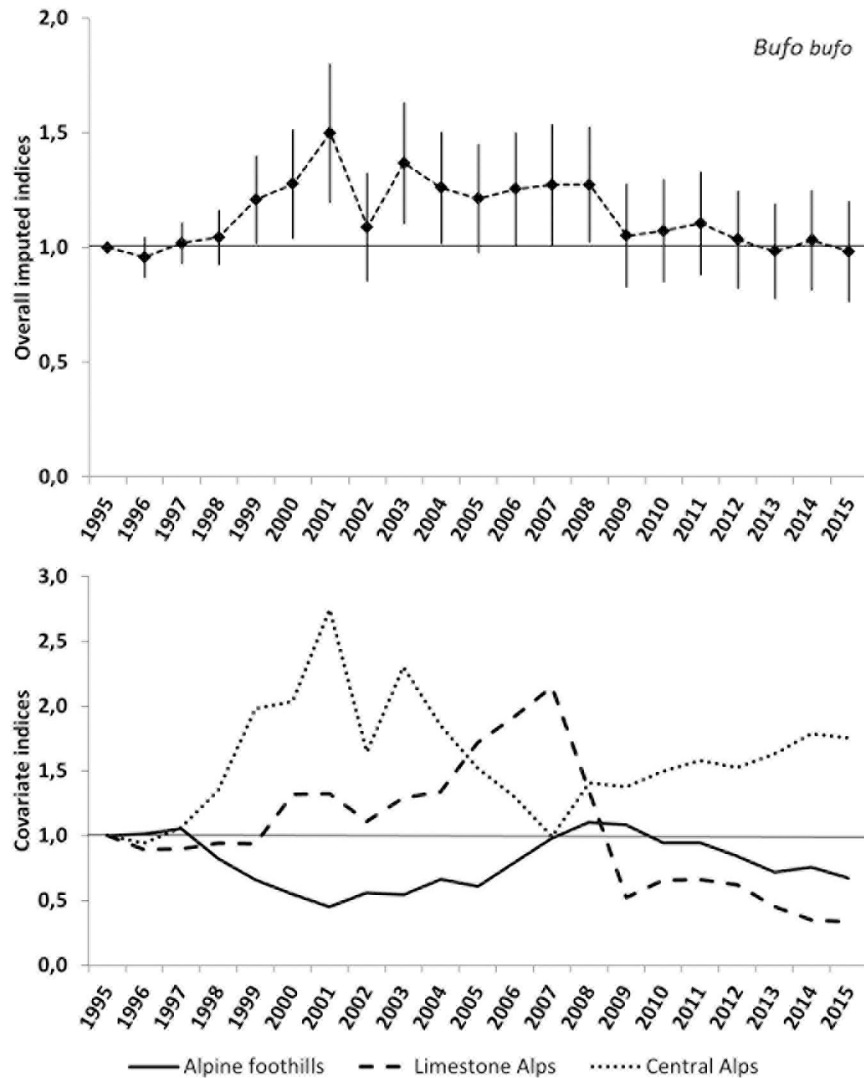 Bufo bufo
Overall imputed indices
2,0
1,5
1,0
0,5
0,0
1995 1996 1997 1998 1999 2000 2001 2002 2003 2004 2005 2006 2007 2008 2009 2010 2011 2012 2013 2014 2015
Covariate indices
3,0
2,5
2,0
1,5
1,0
0,5
0,0
1995 1996 1997 1998 1999 2000 2001 2002 2003 2004 2005 2006 2007 2008 2009 2010 2011 2012 2013 2014 2015
Alpine foothills Limestone Alps Central Alps